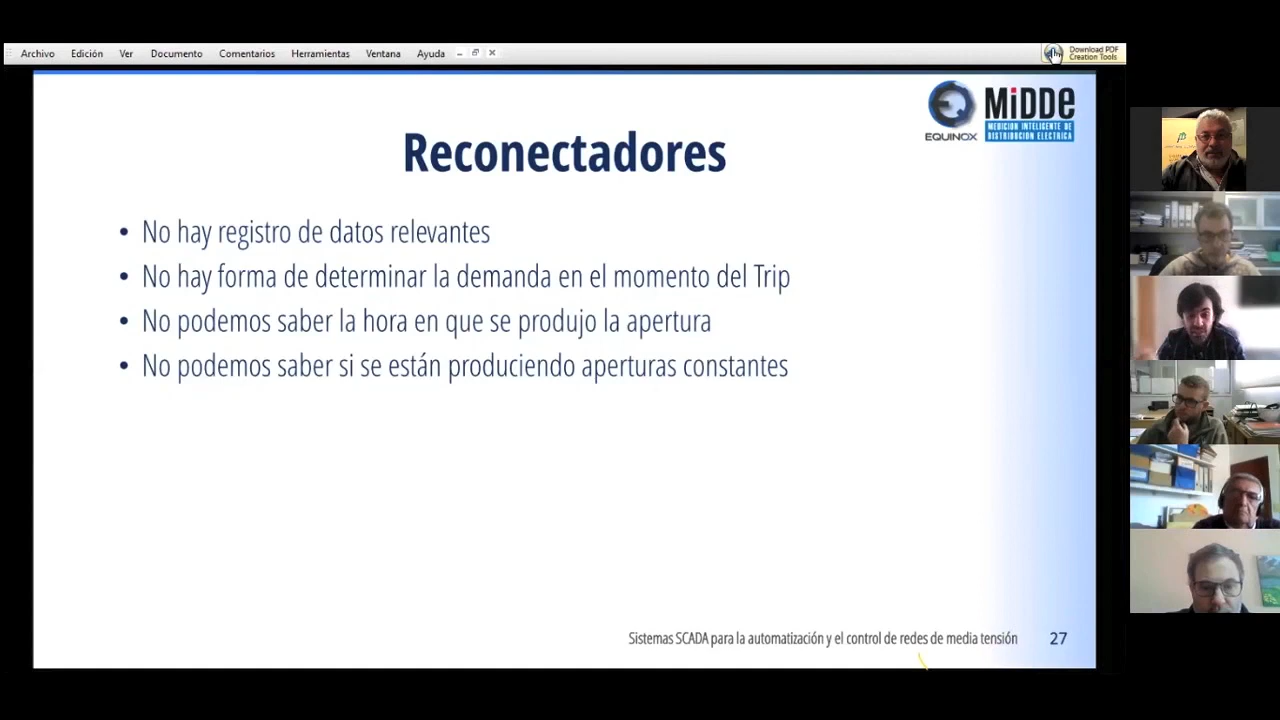 Archivo Edición Ver Documento Comentarios Herramientas Ventana Ayuda
Download PDF
Creation Tools
EQUINOX
MiDDE
MEDICION INTELIGENTE DE
DISTRIBUCION ELECTRICA
Reconectadores
• No hay registro de datos relevantes
• No hay forma de determinar la demanda en el momento del Trip
• No podemos saber la hora en que se produjo la apertura
• No podemos saber si se están produciendo aperturas constantes
Sistemas SCADA para la automatización y el control de redes de media tensión 27